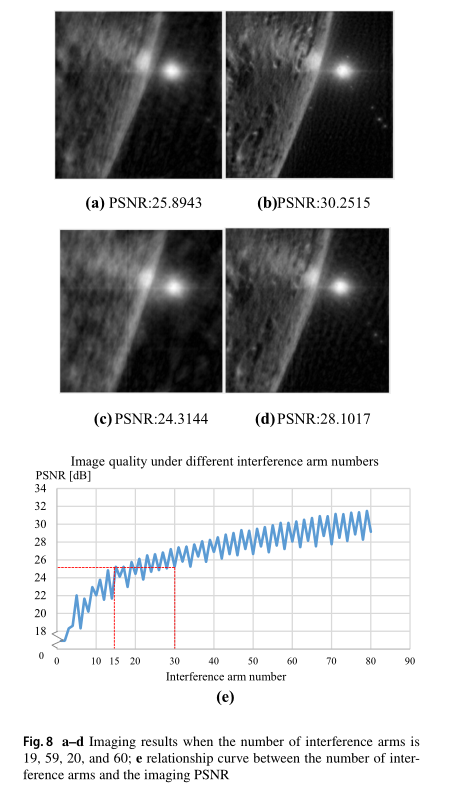 (a) PSNR:25.8943
(b)PSNR:30.2515
(c) PSNR:24.3144
(d) PSNR:28.1017
Image quality under different interference arm numbers
PSNR [dB]
34
32
30
28
26
24
22
20
18
0
0 10 15 20 30 40 50 60 70 80 90
Interference arm number
(e)
Fig. 8 a–d Imaging results when the number of interference arms is
19, 59, 20, and 60; e relationship curve between the number of inter-
ference arms and the imaging PSNR